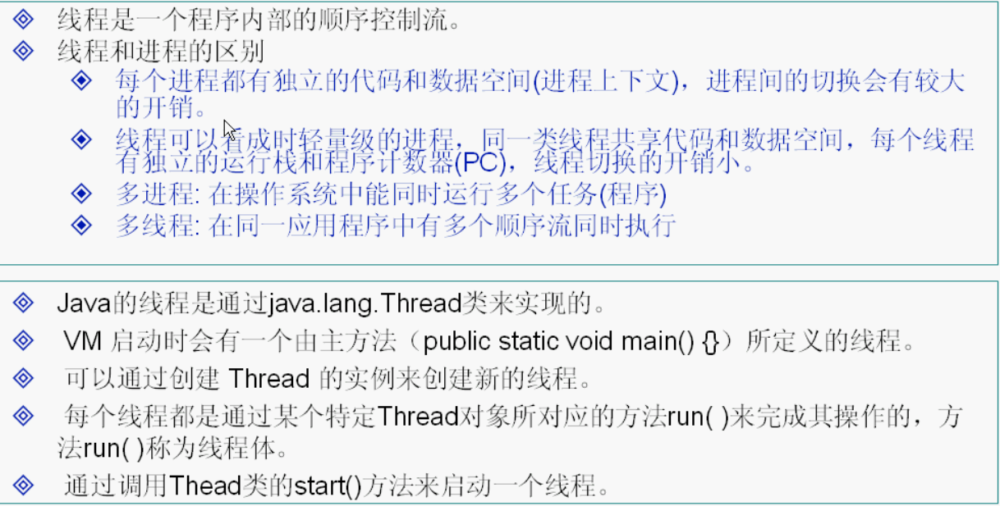 线程是一个程序内部的顺序控制流。
线程和进程的区别
每个进程都有独立的代码和数据空间(进程上下文)，进程间的切换会有较大
的开销。
线程可以看成时轻量级的进程，同一类线程共享代码和数据空间，每个线程
有独立的运行栈和程序计数器(PC)，线程切换的开销小。
多进程: 在操作系统中能同时运行多个任务(程序)
多线程: 在同一应用程序中有多个顺序流同时执行
Java的线程是通过java.lang.Thread类来实现的。
VM 启动时会有一个由主方法（public static void main() {}）所定义的线程。
可以通过创建 Thread 的实例来创建新的线程。
每个线程都是通过某个特定Thread对象所对应的方法run( )来完成其操作的，方
法run( )称为线程体。
通过调用Thead类的start()方法来启动一个线程。